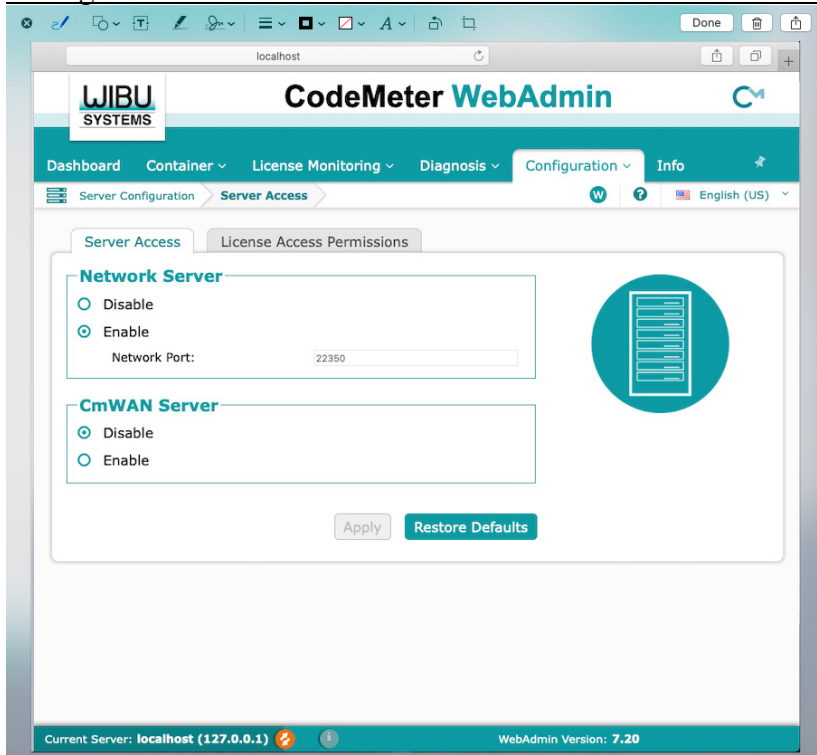 Done
localhost
WIBU
SYSTEMS
CodeMeter WebAdmin
Dashboard Container License Monitoring Diagnosis Configuration Info
Server Configuration Server Access W ? English (US)
Server Access License Access Permissions
Network Server
Disable
Enable
Network Port: 22350
CmWAN Server
Disable
Enable
Apply Restore Defaults
Current Server: localhost (127.0.0.1) i WebAdmin Version: 7.20